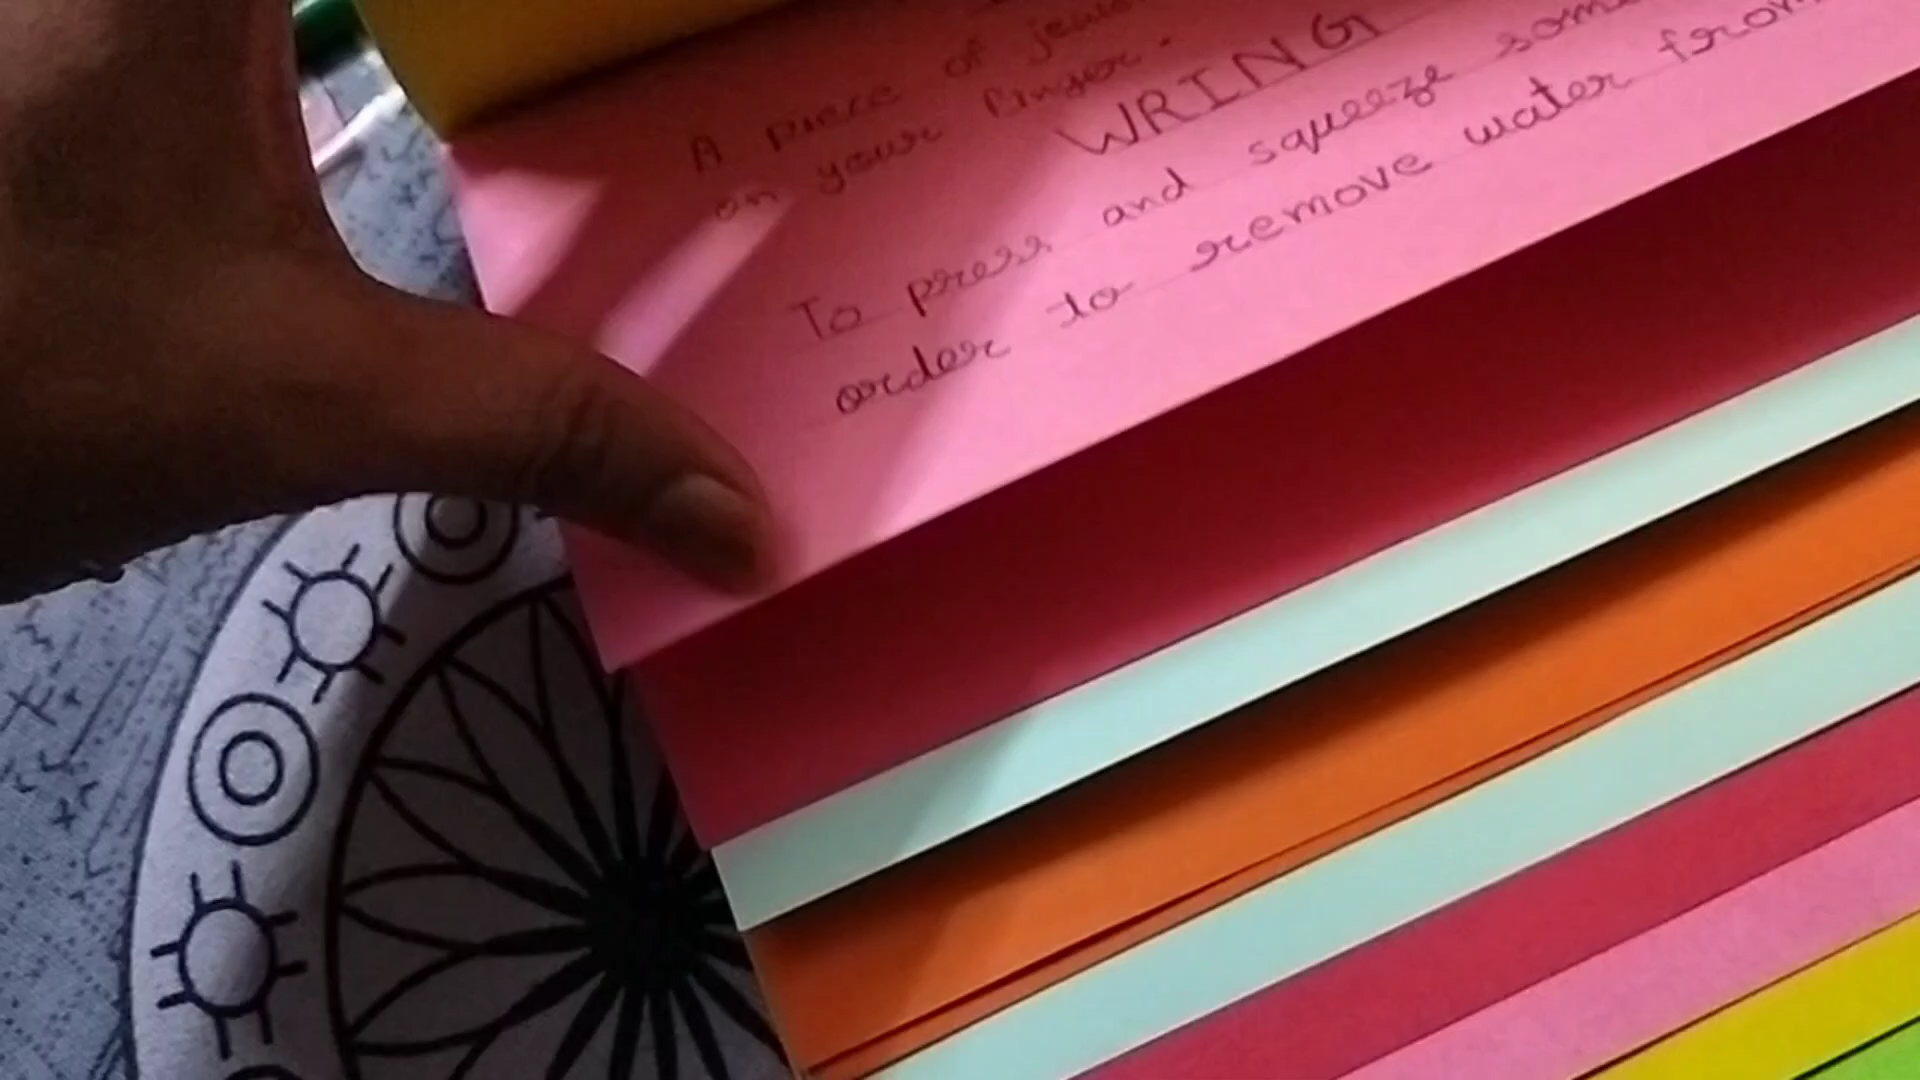 A piece of
on your finger.
WRING
To press and squeeze
order to remove water from